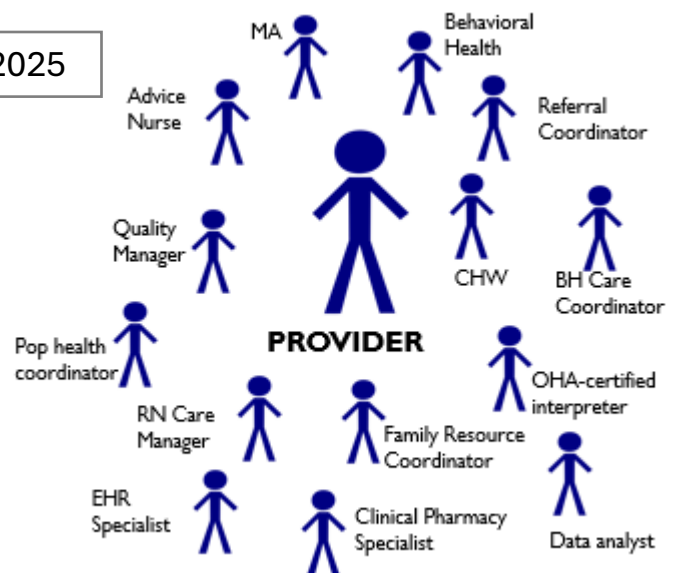 2025
MA
Behavioral
Health
Advice
Nurse
Referral
Coordinator
Quality
Manager
CHW
BH Care
Coordinator
PROVIDER
Pop health
coordinator
OHA-certified
interpreter
RN Care
Manager
Family Resource
Coordinator
EHR
Specialist
Clinical Pharmacy
Specialist
Data analyst